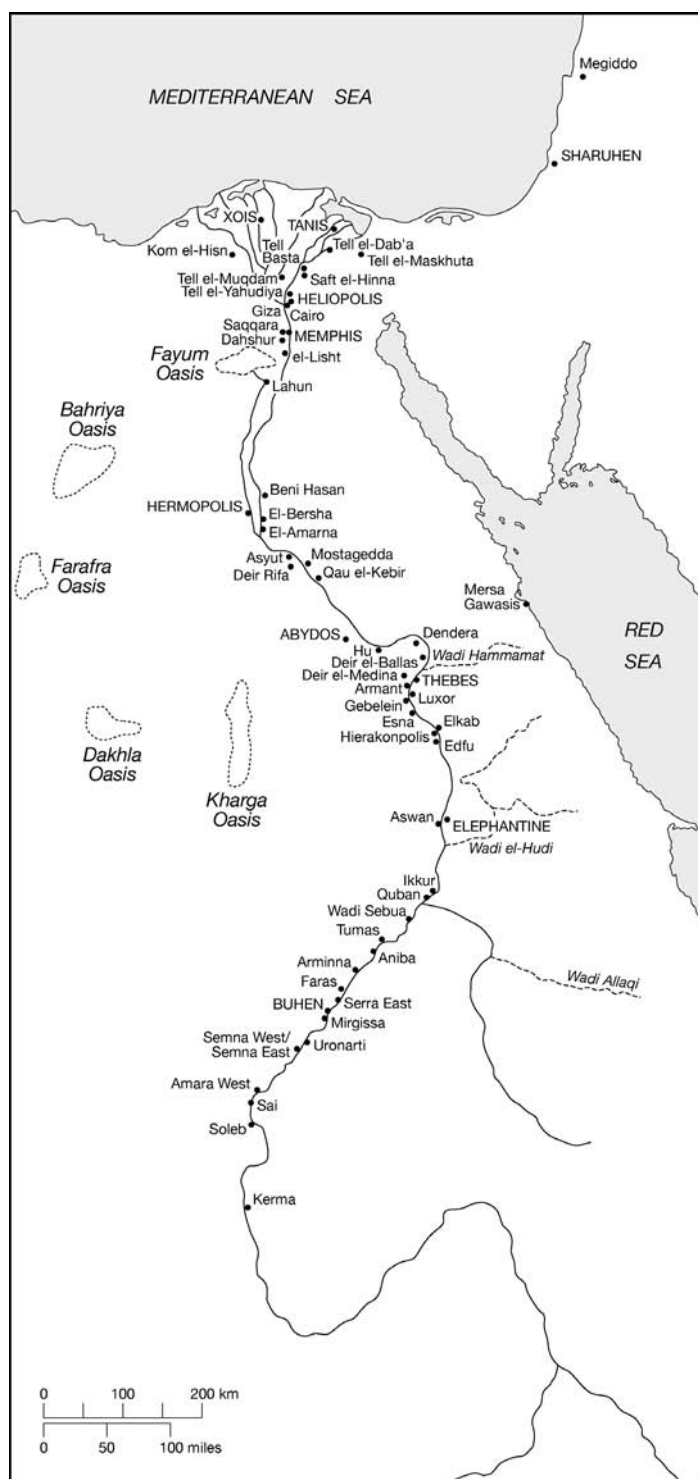 Megiddo
MEDITERRANEAN SEA
SHARUHEN
XOIS
TANIS
Tell
Basta
Tell el-Dab'a
Kom el-Hisn
Tell el-Maskhuta
Tell el-Muqdam
Saft el-Hinna
Tell el-Yahudiya
HELIOPOLIS
Giza
Cairo
Saqqara
MEMPHIS
Dahshur
el-Lisht
Fayum
Oasis
Lahun
Bahriya
Oasis
Beni Hasan
HERMOPOLIS
El-Bersha
El-Amarna
Asyut
Mostagedda
Deir Rifa
Qau el-Kebir
Farafra
Oasis
Mersa
Gawasis
RED
SEA
ABYDOS
Dendera
Hu
Wadi Hammamat
Deir el-Ballas
Deir el-Medina
THEBES
Armant
Luxor
Gebelein
Esna
Elkab
Hierakonpolis
Edfu
Dakhla
Oasis
Kharga
Oasis
Aswan
ELEPHANTINE
Wadi el-Hudi
Ikkur
Quban
Wadi Sebua
Tumas
Aniba
Arminna
Wadi Allaqi
Faras
Serra East
BUHEN
Mirgissa
Semna West/
Semna East
Uronarti
Amara West
Sai
Soleb
Kerma
0 100 200 km
0 50 100 miles